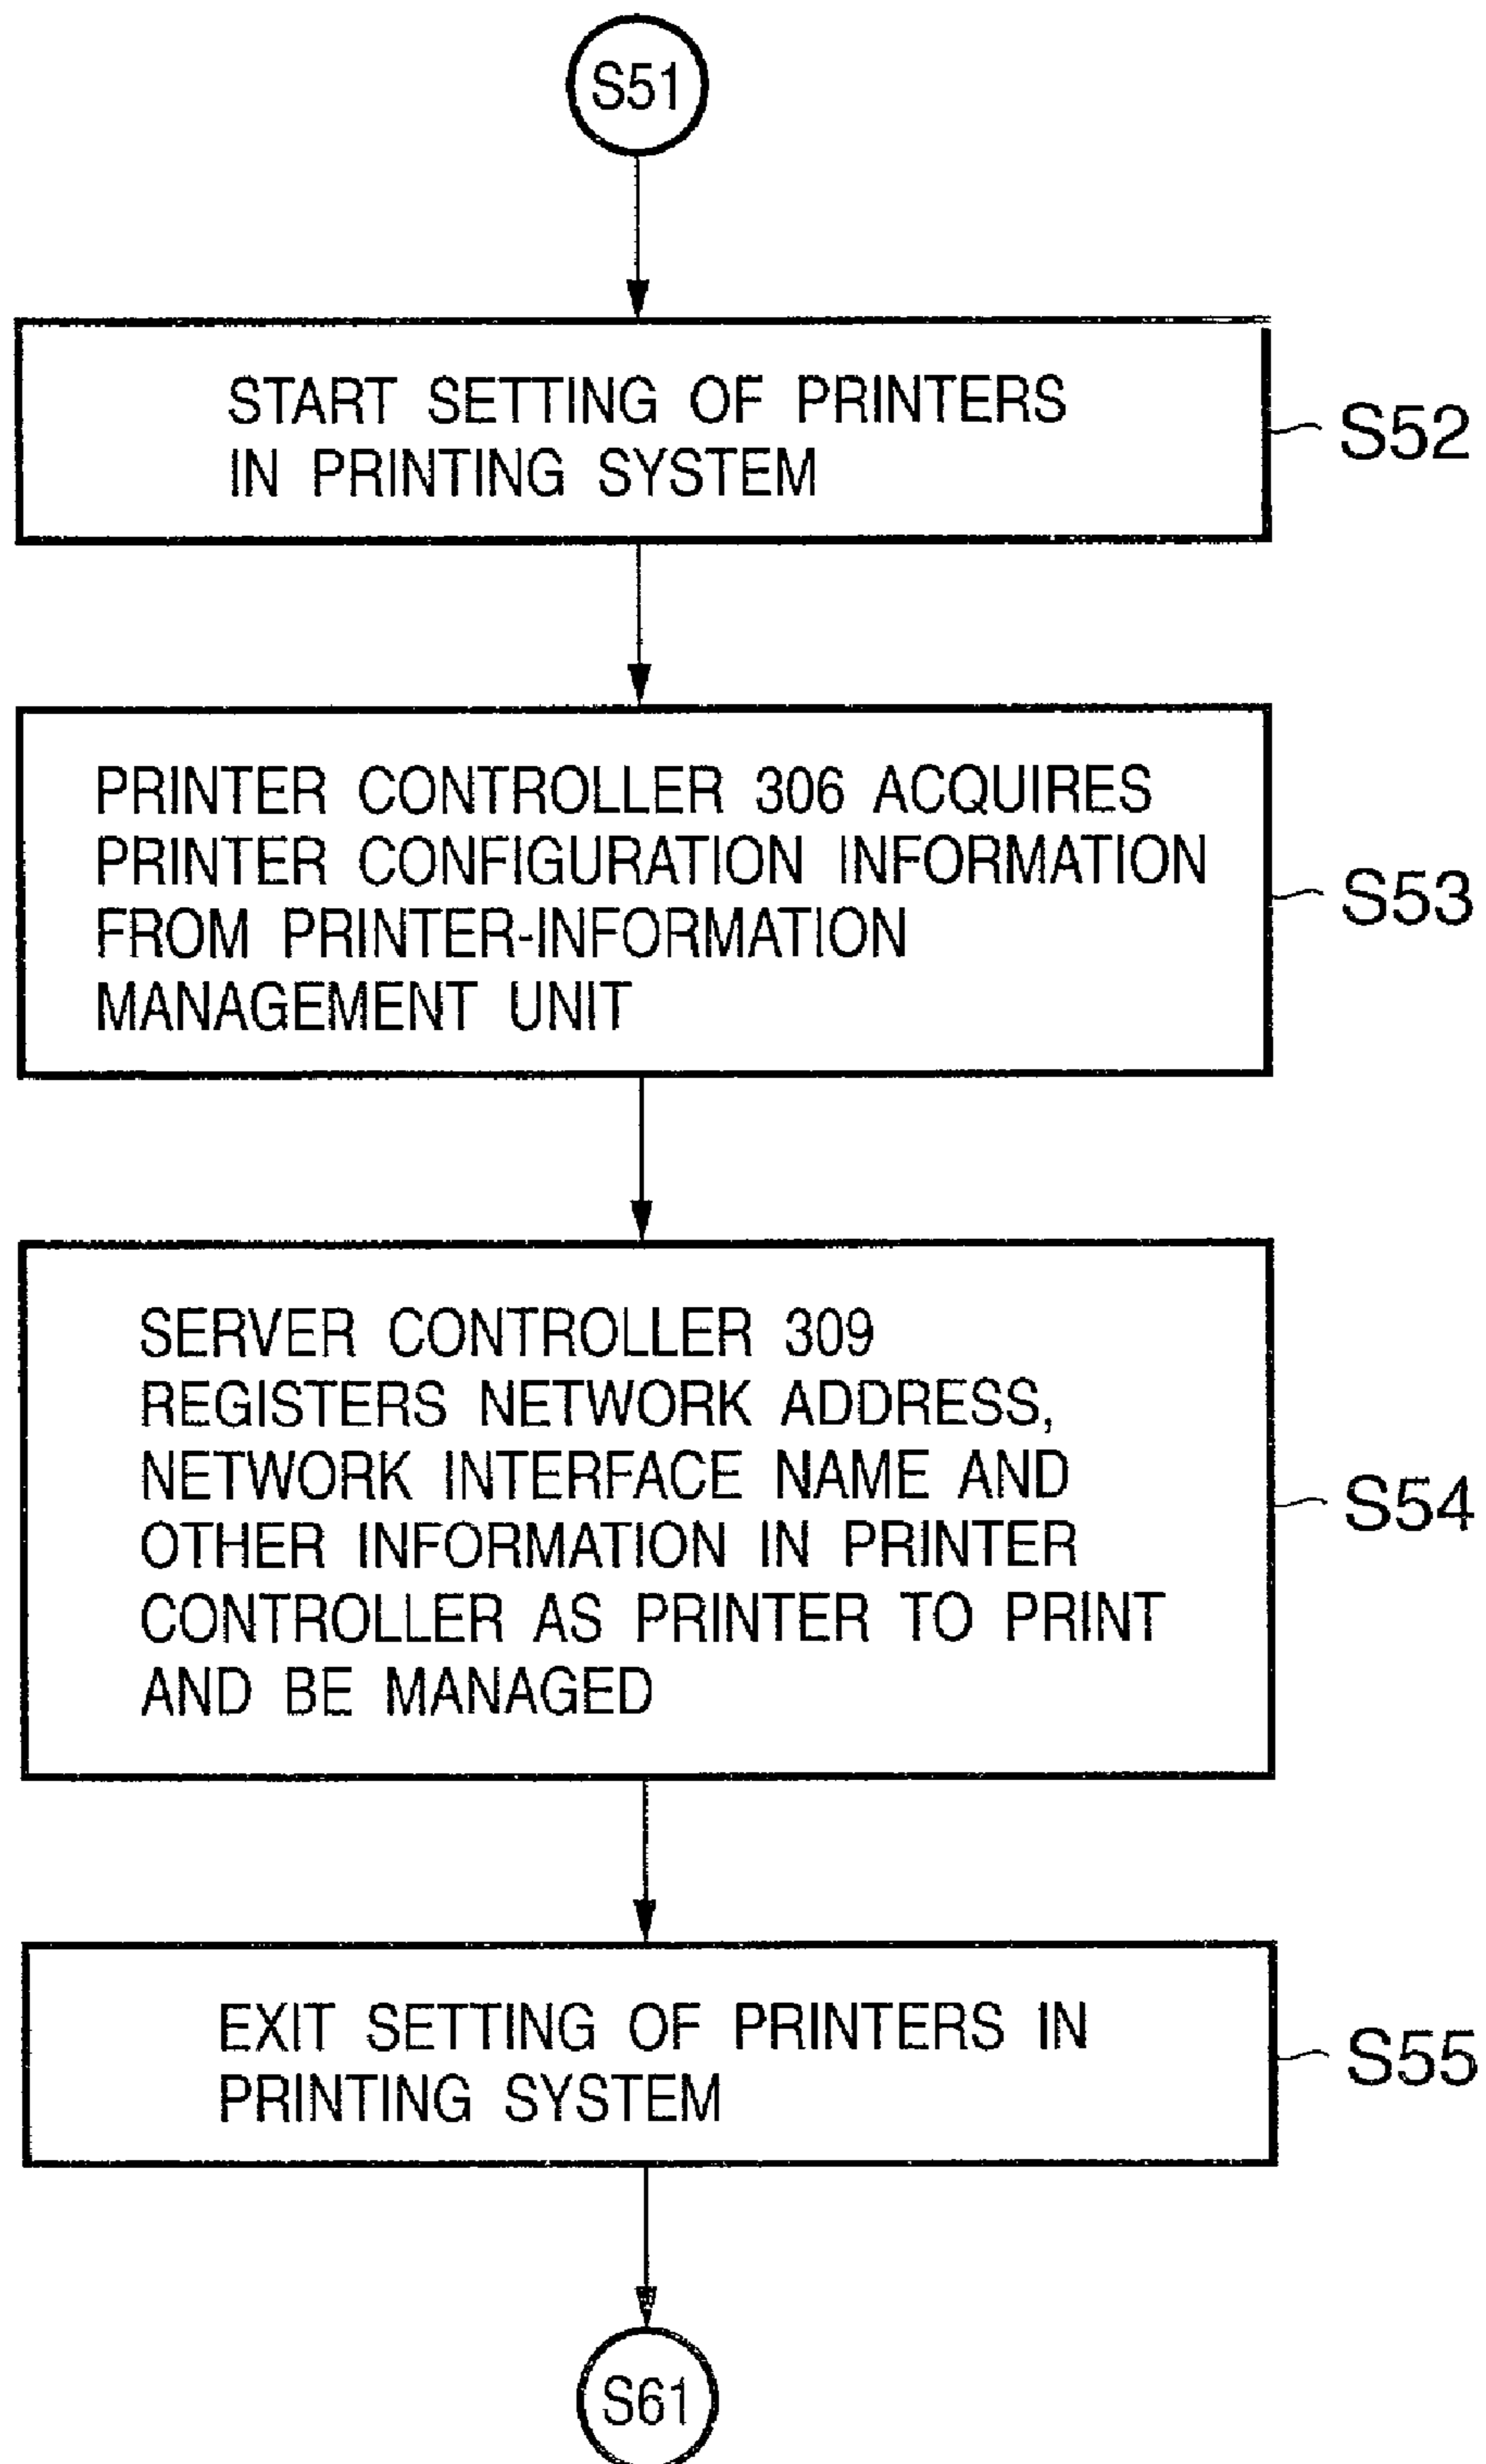 S51
START SETTING OF PRINTERS
IN PRINTING SYSTEM
S52
PRINTER CONTROLLER 306 ACQUIRES
PRINTER CONFIGURATION INFORMATION
FROM PRINTER-INFORMATION
MANAGEMENT UNIT
S53
SERVER CONTROLLER 309
REGISTERS NETWORK ADDRESS,
NETWORK INTERFACE NAME AND
OTHER INFORMATION IN PRINTER
CONTROLLER AS PRINTER TO PRINT
AND BE MANAGED
S54
EXIT SETTING OF PRINTERS IN
PRINTING SYSTEM
S55
S61